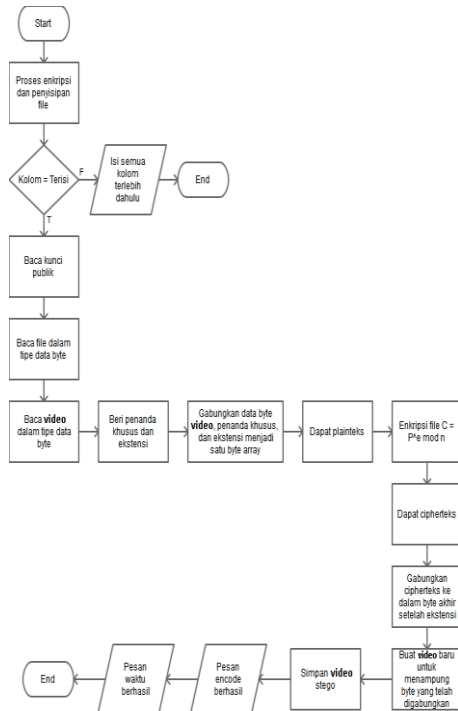 Start
Proses enkripsi
dan penyisipan
file
Kolom = Terisi
F
Isi semua
kolom
terlebih
dahulu
End
T
Baca kunci
publik
Baca file dalam
tipe data byte
Baca video
dalam tipe data
byte
Beri penanda
khusus dan
ekstensi
Gabungkan data byte
video, penanda khusus,
dan ekstensi menjadi
satu byte array
Dapat plainteks
Enkripsi file C =
P^e mod n
Dapat cipherteks
Gabungkan
cipherteks ke
dalam byte akhir
setelah ekstensi
Buat video baru
untuk
menampung
byte yang telah
digabungkan
Simpan video
stego
Pesan
encode
berhasil
Pesan
waktu
berhasil
End